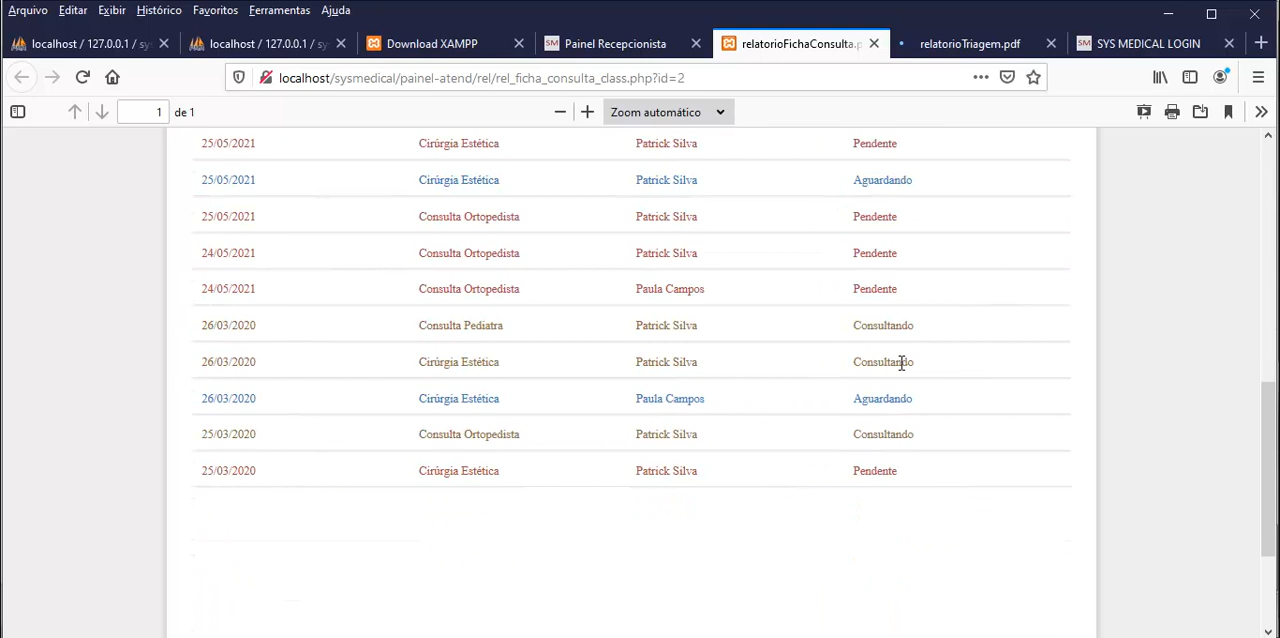 Arquivo Editar Exibir Histórico Favoritos Ferramentas Ajuda
localhost / 127.0.0.1 / sy localhost / 127.0.0.1 / sy Download XAMPP Painel Recepcionista relatorioFichaConsulta.p relatorioTriagem.pdf SM SYS MEDICAL LOGIN
localhost/sysmedical/painel-atend/rel/rel_ficha_consulta_class.php?id=2
1 de 1 Zoom automático
25/05/2021 Cirúrgia Estética Patrick Silva Pendente
25/05/2021 Cirúrgia Estética Patrick Silva Aguardando
25/05/2021 Consulta Ortopedista Patrick Silva Pendente
24/05/2021 Consulta Ortopedista Patrick Silva Pendente
24/05/2021 Consulta Ortopedista Paula Campos Pendente
26/03/2020 Consulta Pediatra Patrick Silva Consultando
26/03/2020 Cirúrgia Estética Patrick Silva Consultando
26/03/2020 Cirúrgia Estética Paula Campos Aguardando
25/03/2020 Consulta Ortopedista Patrick Silva Consultando
25/03/2020 Cirúrgia Estética Patrick Silva Pendente